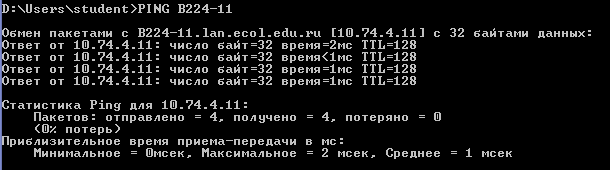 D:\Users\student>PING B224-11
Обмен пакетами с B224-11.lan.ecol.edu.ru [10.74.4.11] с 32 байтами данных:
Ответ от 10.74.4.11: число байт=32 время=2мс TTL=128
Ответ от 10.74.4.11: число байт=32 время<1мс TTL=128
Ответ от 10.74.4.11: число байт=32 время=1мс TTL=128
Ответ от 10.74.4.11: число байт=32 время=1мс TTL=128
Статистика Ping для 10.74.4.11:
Пакетов: отправлено = 4, получено = 4, потеряно = 0
(0% потерь)
Приблизительное время приема-передачи в мс:
Минимальное = 0мсек, Максимальное = 2 мсек, Среднее = 1 мсек